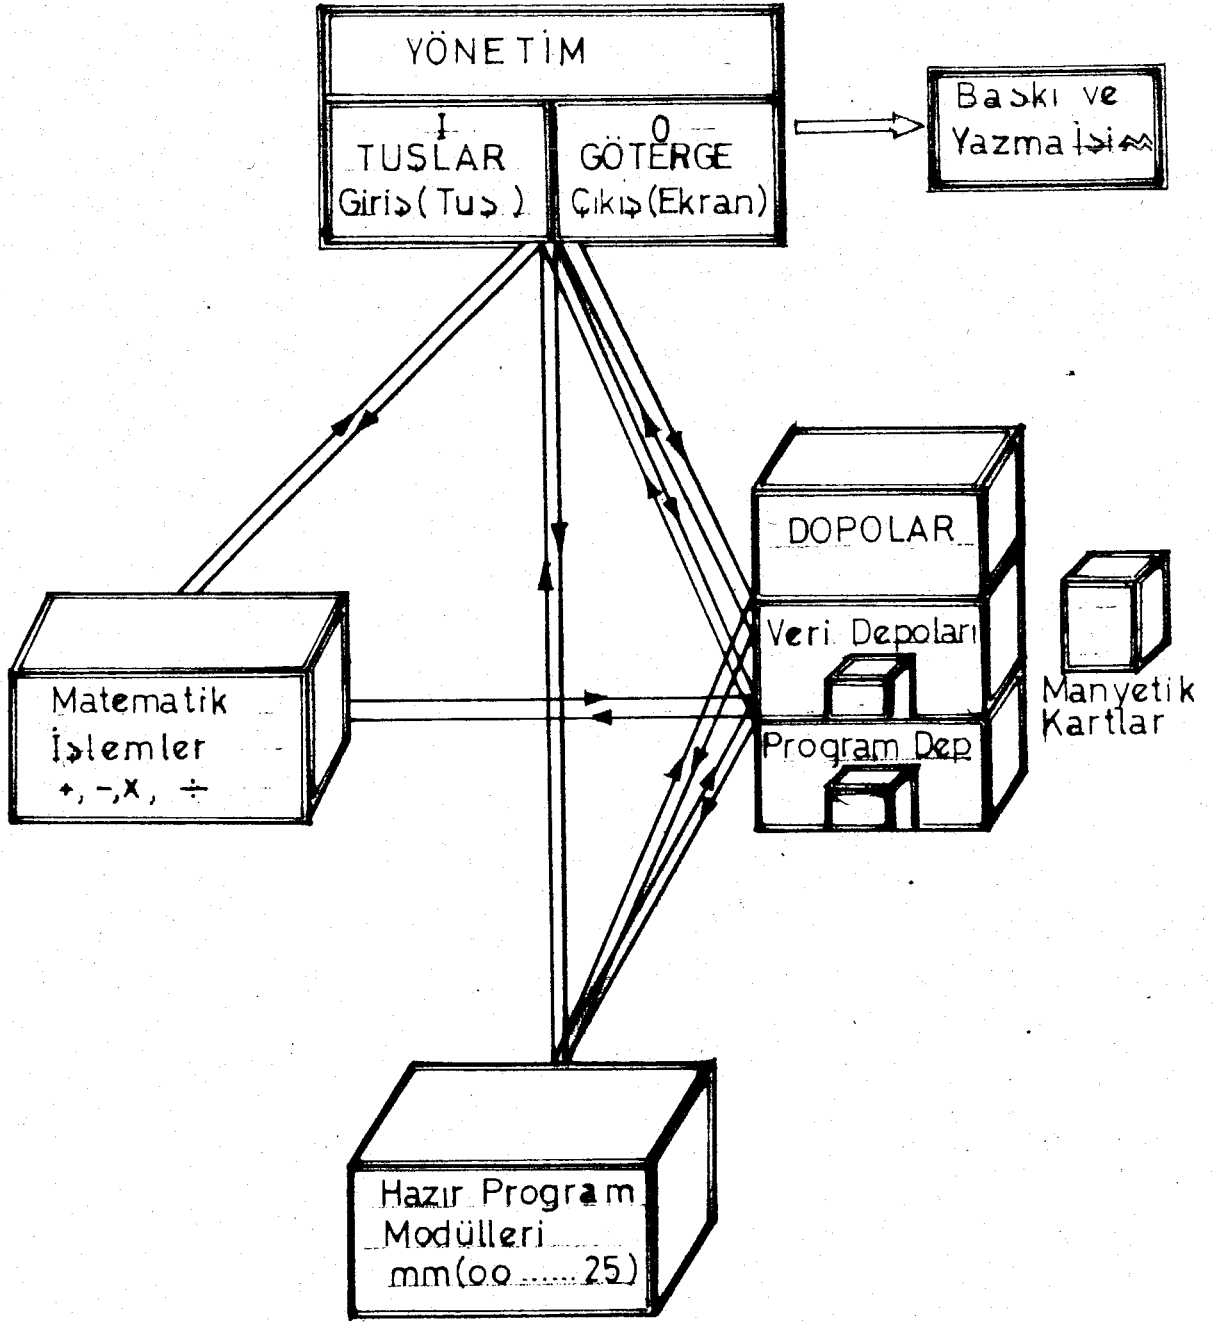 YÖNETİM
I
TUŞLAR
Giriş (Tuş)
O
GÖTERGE
Çıkış (Ekran)
Baskı ve
Yazma İşi
DOPOLAR
Veri Depoları
Program Dep
Manyetik
Kartlar
Matematik
İşlemler
+, -, x, ÷
Hazır Program
Modülleri
mm(oo ...... 25)